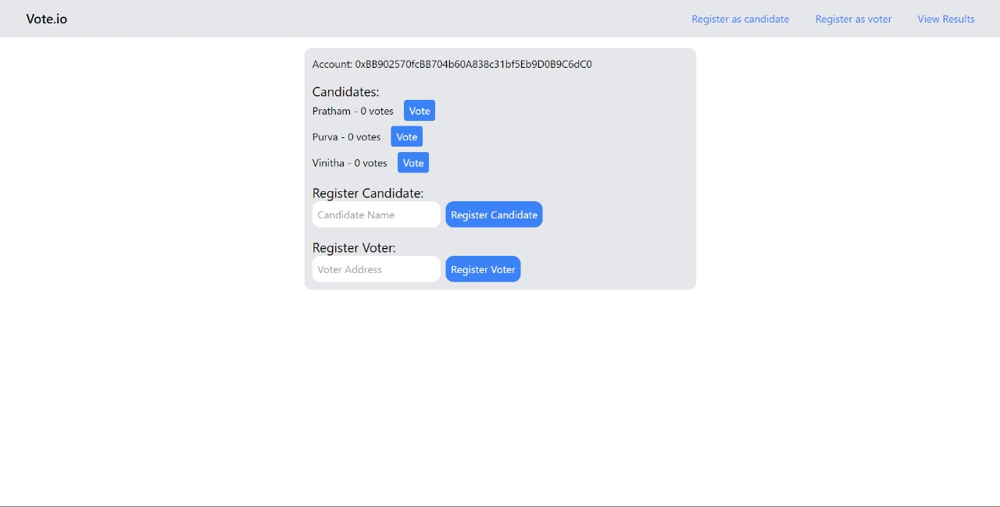 Vote.io Register as candidate Register as voter View Results
Account: 0xBB902570fcBB704b60A838c31bf5Eb9D0B9C6dC0
Candidates:
Pratham - 0 votes Vote
Purva - 0 votes Vote
Vinitha - 0 votes Vote
Register Candidate:
Candidate Name Register Candidate
Register Voter:
Voter Address Register Voter